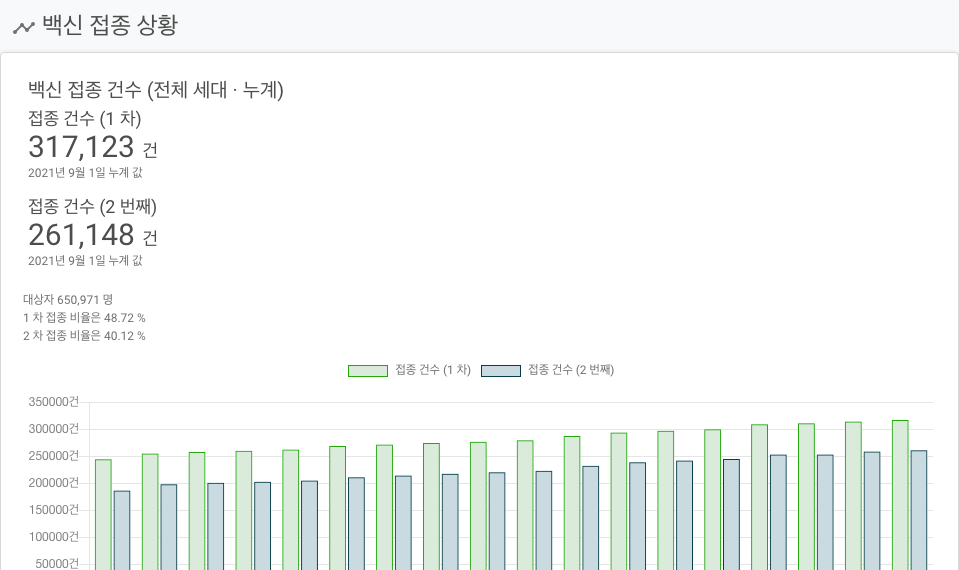 백신 접종 상황
백신 접종 건수 (전체 세대 · 누계)
접종 건수 (1 차)
317,123 건
2021년 9월 1일 누계 값
접종 건수 (2 번째)
261,148 건
2021년 9월 1일 누계 값
대상자 650,971 명
1 차 접종 비율은 48.72 %
2 차 접종 비율은 40.12 %
접종 건수 (1 차) 접종 건수 (2 번째)
350000건
300000건
250000건
200000건
150000건
100000건
50000건